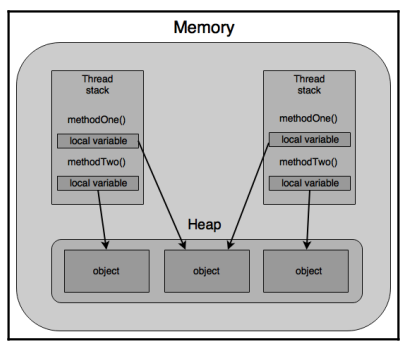 Memory
Thread
stack
methodOne()
local variable
methodTwo()
local variable
Thread
stack
methodOne()
local variable
methodTwo()
local variable
Heap
object
object
object